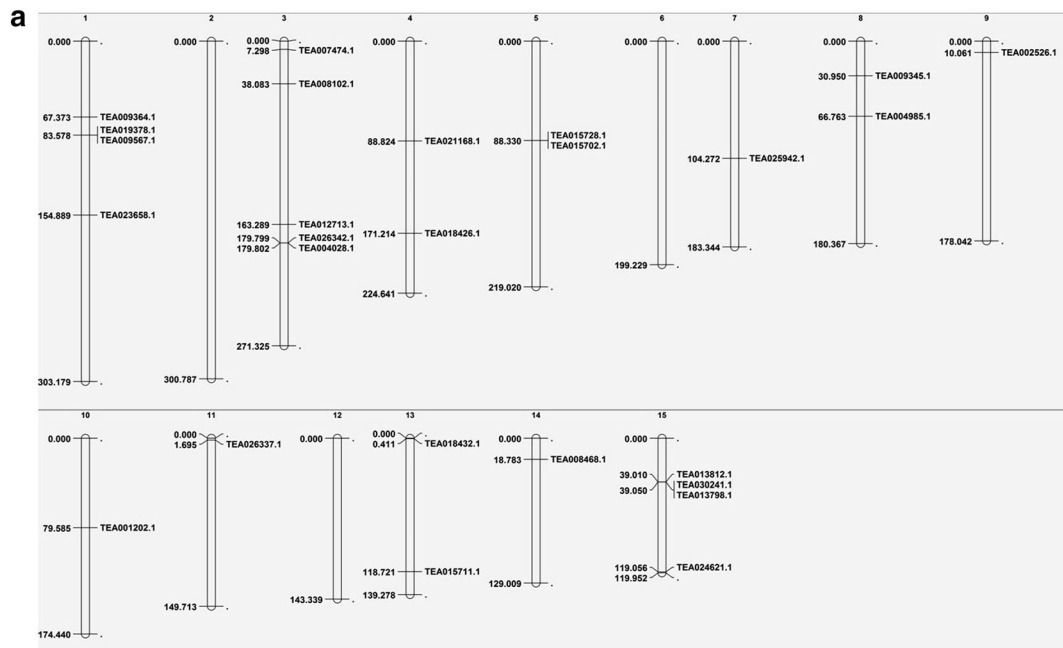 a
1 2 3 4 5 6 7 8 9
0.000 .
67.373 TEA009364.1
83.578 TEA019378.1
TEA009567.1
154.889 TEA023658.1
303.179 .
0.000 .
300.787 .
0.000 .
7.298 TEA007474.1
38.083 TEA008102.1
163.289 TEA012713.1
179.799 TEA026342.1
179.802 TEA004028.1
271.325 .
0.000 .
88.824 TEA021168.1
171.214 TEA018426.1
224.641 .
0.000 .
88.330 TEA015728.1
TEA015702.1
219.020 .
0.000 .
199.229 .
0.000 .
104.272 TEA025942.1
183.344 .
0.000 .
30.950 TEA009345.1
66.763 TEA004985.1
180.367 .
0.000 .
10.061 TEA002526.1
178.042 .
10 11 12 13 14 15
0.000 .
79.585 TEA001202.1
174.440 .
0.000 .
1.695 TEA026337.1
149.713 .
0.000 .
143.339 .
0.000 .
0.411 TEA018432.1
118.721 TEA015711.1
139.278 .
0.000 .
18.783 TEA008468.1
129.009 .
0.000 .
39.010 TEA013812.1
39.050 TEA030241.1
TEA013798.1
119.056 TEA024621.1
119.952 .